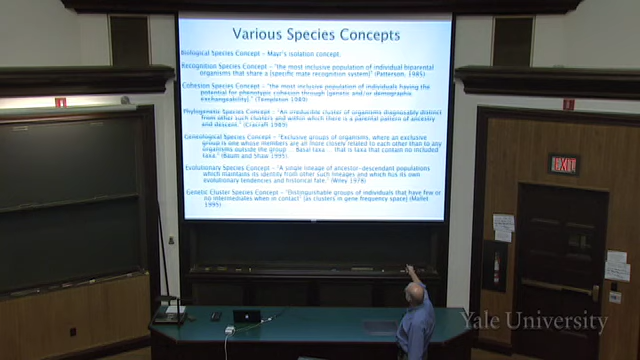 Various Species Concepts
Biological Species Concept – Mayr's isolation concept.
Recognition Species Concept – "the most inclusive population of individual biparental
organisms that share a [specific mate recognition system]" (Patterson, 1985)
Cohesion Species Concept – "the most inclusive population of individuals having the
potential for phenotypic cohesion through [genetic and/or demographic
exchangeability]." (Templeton 1989)
Phylogenetic Species Concept – "An irreducible cluster of organisms diagnosably distinct
from other such clusters and within which there is a parental pattern of ancestry
and descent." (Cracraft 1989)
Genealogical Species Concept – "Exclusive groups of organisms, where an exclusive
group is one whose members are all more closely related to each other than to any
organisms outside the group Basal taxa that is taxa that contain no included
taxa." (Baum and Shaw 1995)
Evolutionary Species Concept – "A single lineage of ancestor-descendant populations
which maintains its identity from other such lineages and which has its own
evolutionary tendencies and historical fate." (Wiley 1978)
Genetic Cluster Species Concept – "Distinguishable groups of individuals that have few or
no intermediates when in contact" (as clusters in gene frequency space) (Mallet
1995)
EXIT
Yale University